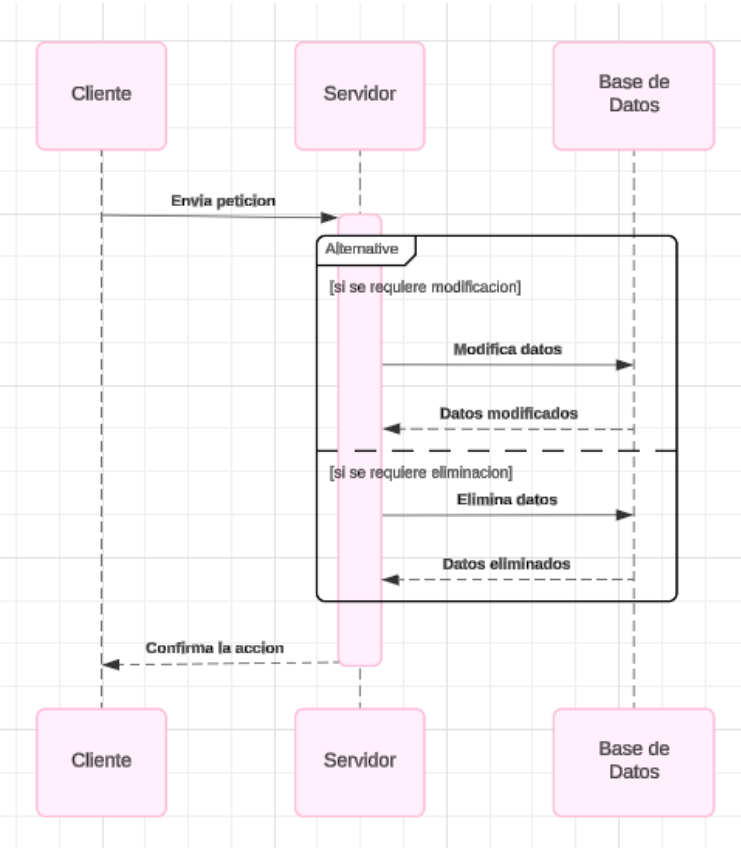 Cliente
Servidor
Base de
Datos
Envia peticion
Alternative
[si se requiere modificacion]
Modifica datos
Datos modificados
[si se requiere eliminacion]
Elimina datos
Datos eliminados
Confirma la accion
Cliente
Servidor
Base de
Datos